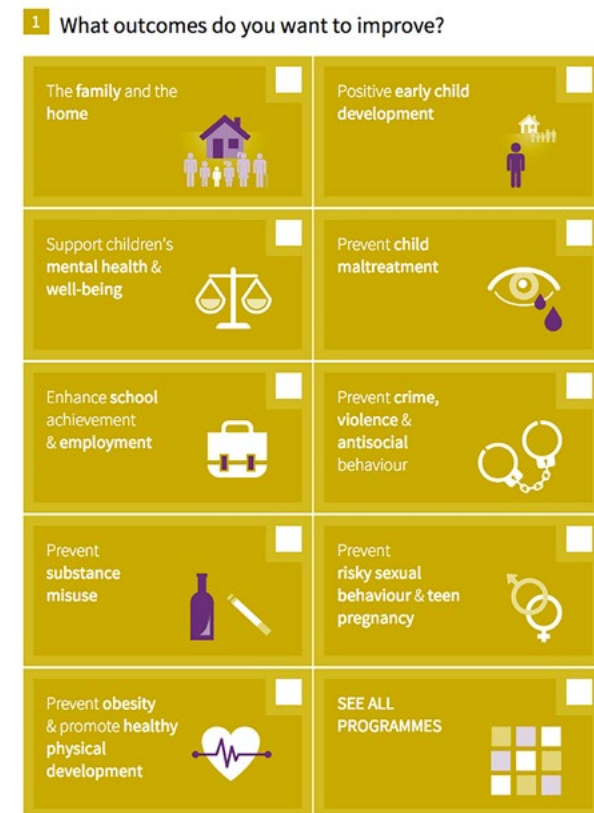 1 What outcomes do you want to improve?
The family and the
home
Positive early child
development
Support children's
mental health &
well-being
Prevent child
maltreatment
Enhance school
achievement
& employment
Prevent crime,
violence &
antisocial
behaviour
Prevent
substance
misuse
Prevent
risky sexual
behaviour & teen
pregnancy
Prevent obesity
& promote healthy
physical
development
SEE ALL
PROGRAMMES